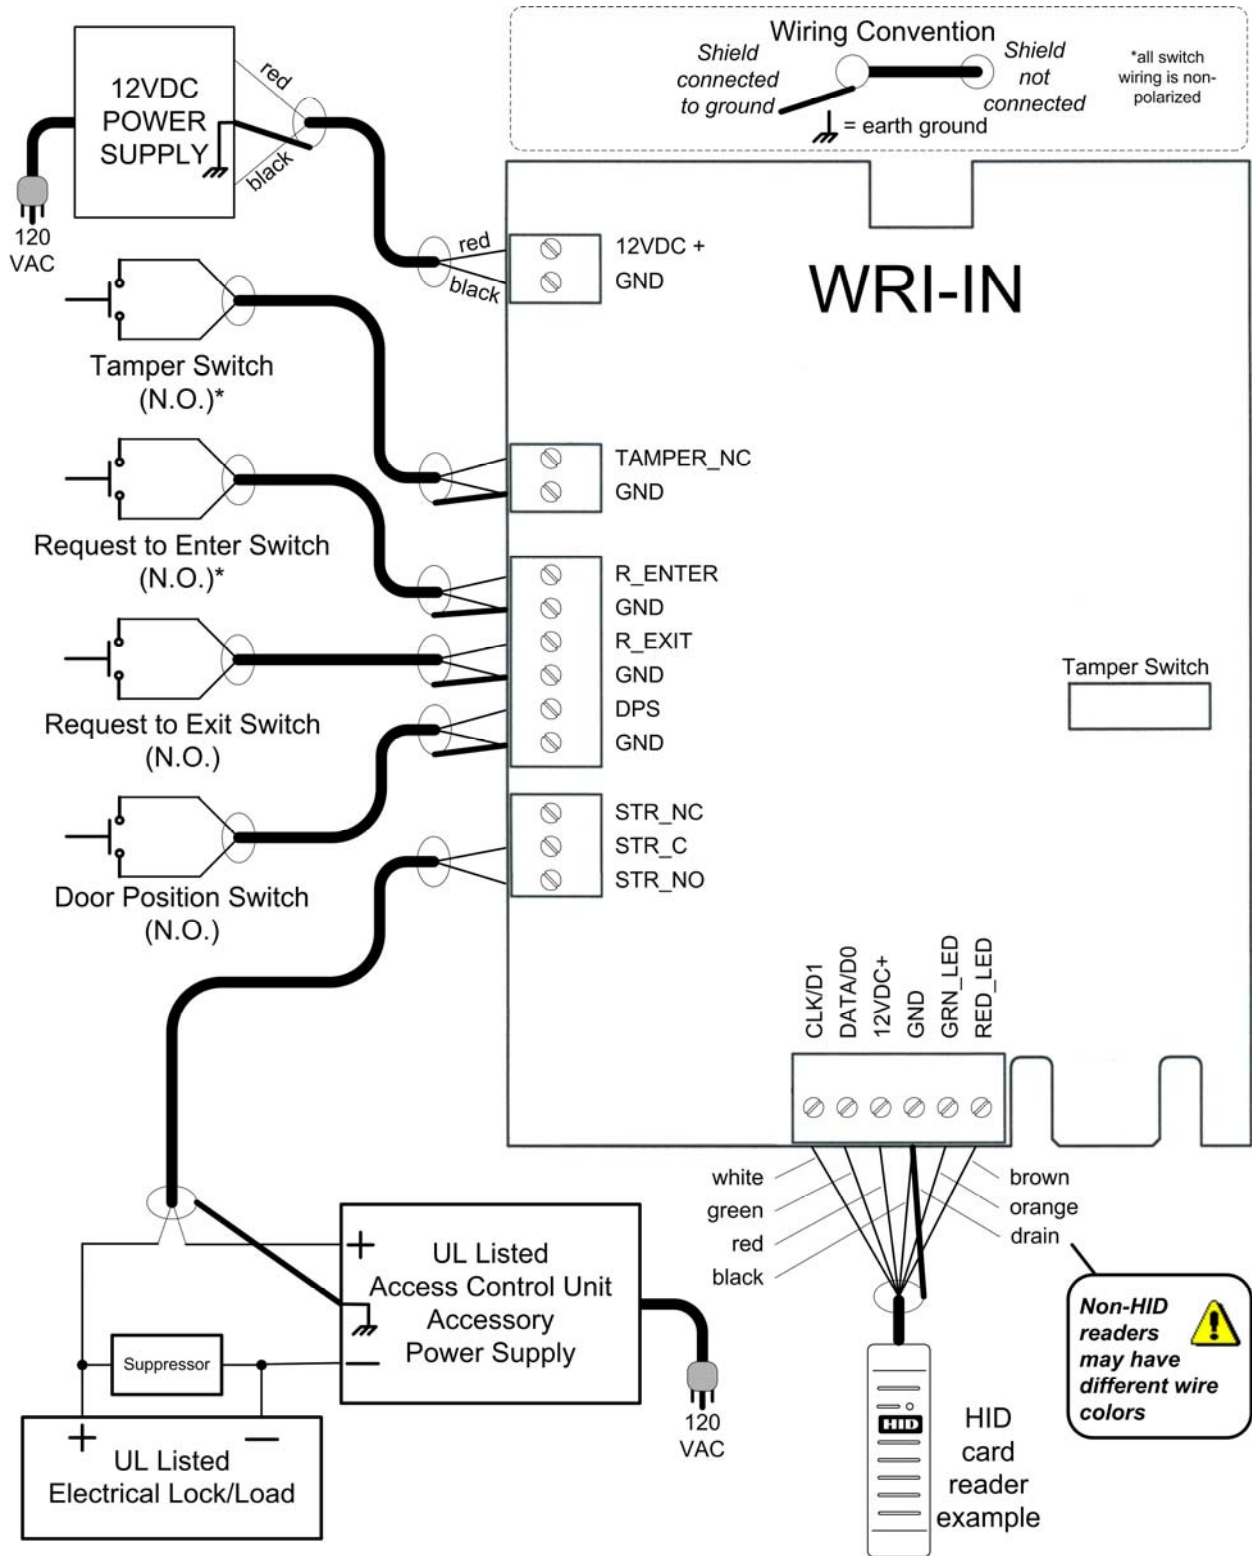 Wiring Convention
Shield
connected
to ground
Shield
not
connected
*all switch
wiring is non-
polarized
= earth ground
12VDC
POWER
SUPPLY
red
black
120
VAC
red
black
12VDC +
GND
WRI-IN
Tamper Switch
(N.O.)*
TAMPER_NC
GND
Request to Enter Switch
(N.O.)*
R_ENTER
GND
R_EXIT
GND
DPS
GND
Tamper Switch
Request to Exit Switch
(N.O.)
STR_NC
STR_C
STR_NO
Door Position Switch
(N.O.)
CLK/D1
DATA/D0
12VDC+
GND
GRN_LED
RED_LED
white
green
red
black
brown
orange
drain
+
UL Listed
Access Control Unit
Accessory
Power Supply
−
Suppressor
120
VAC
+ −
UL Listed
Electrical Lock/Load
HID
HID
card
reader
example
Non-HID
readers
may have
different wire
colors
!